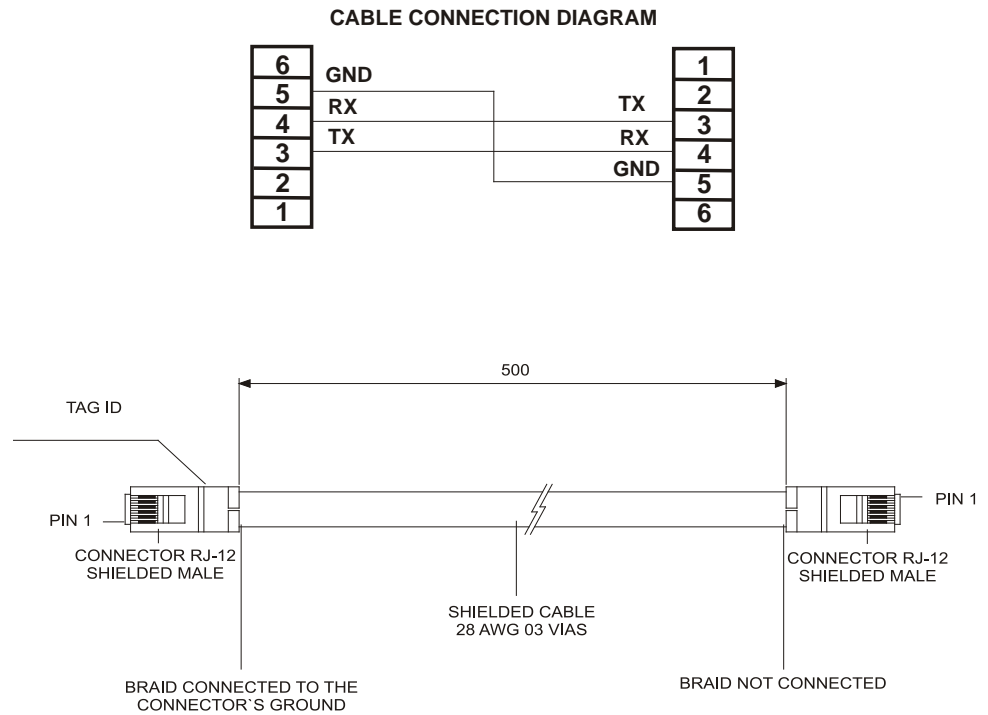 CABLE CONNECTION DIAGRAM
6
5
4
3
2
1
GND
RX
TX
TX
RX
GND
1
2
3
4
5
6
500
TAG ID
PIN 1
PIN 1
CONNECTOR RJ-12
SHIELDED MALE
CONNECTOR RJ-12
SHIELDED MALE
SHIELDED CABLE
28 AWG 03 VIAS
BRAID CONNECTED TO THE
CONNECTOR`S GROUND
BRAID NOT CONNECTED